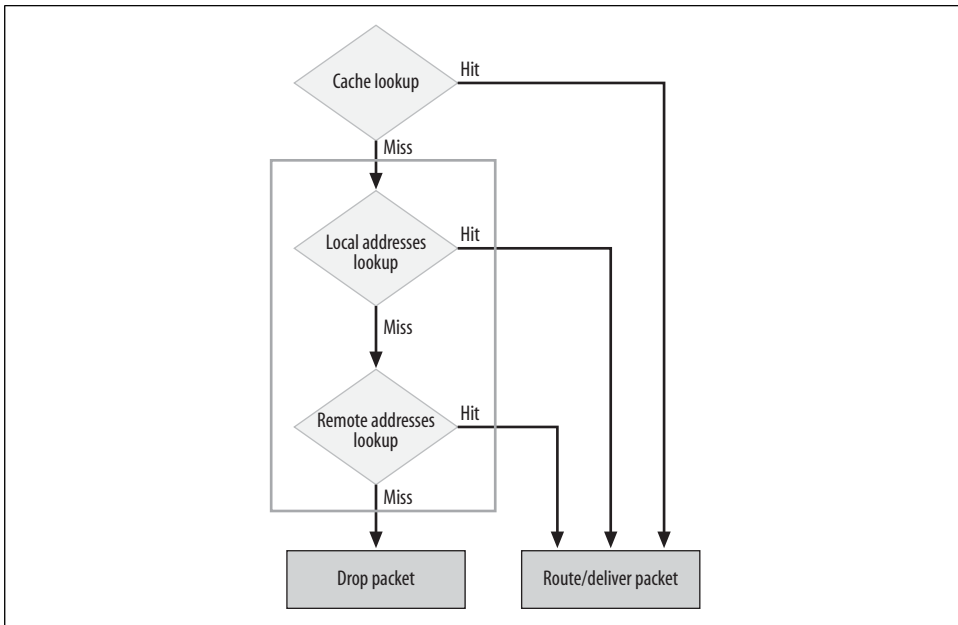 Cache lookup
Hit
Miss
Local addresses
lookup
Hit
Miss
Remote addresses
lookup
Hit
Miss
Drop packet
Route/deliver packet